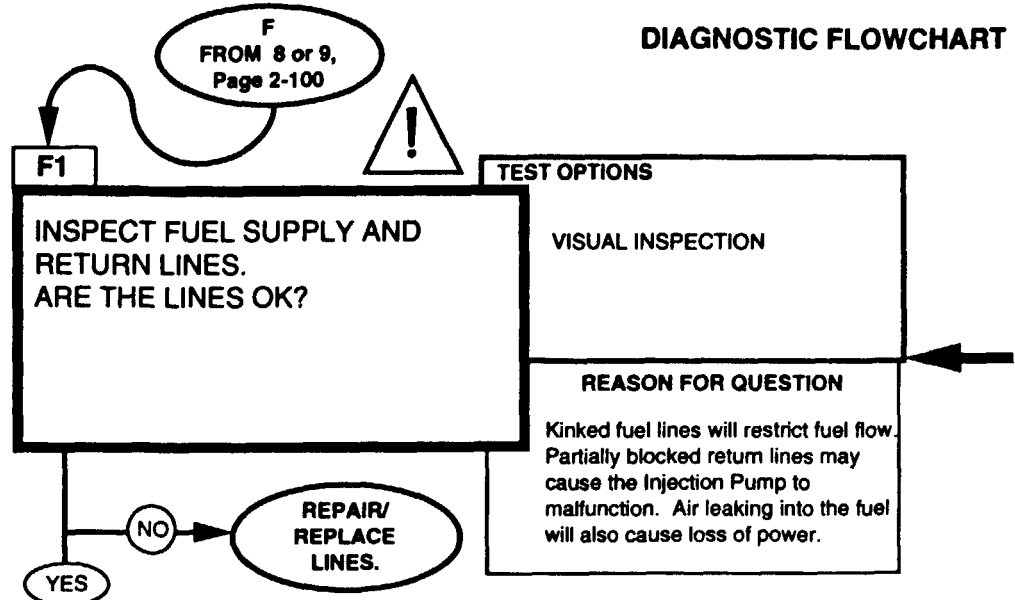 DIAGNOSTIC FLOWCHART
F
FROM 8 or 9,
Page 2-100
!
F1
INSPECT FUEL SUPPLY AND
RETURN LINES.
ARE THE LINES OK?
TEST OPTIONS
VISUAL INSPECTION
REASON FOR QUESTION
Kinked fuel lines will restrict fuel flow.
Partially blocked return lines may
cause the Injection Pump to
malfunction. Air leaking into the fuel
will also cause loss of power.
NO
REPAIR/
REPLACE
LINES.
YES